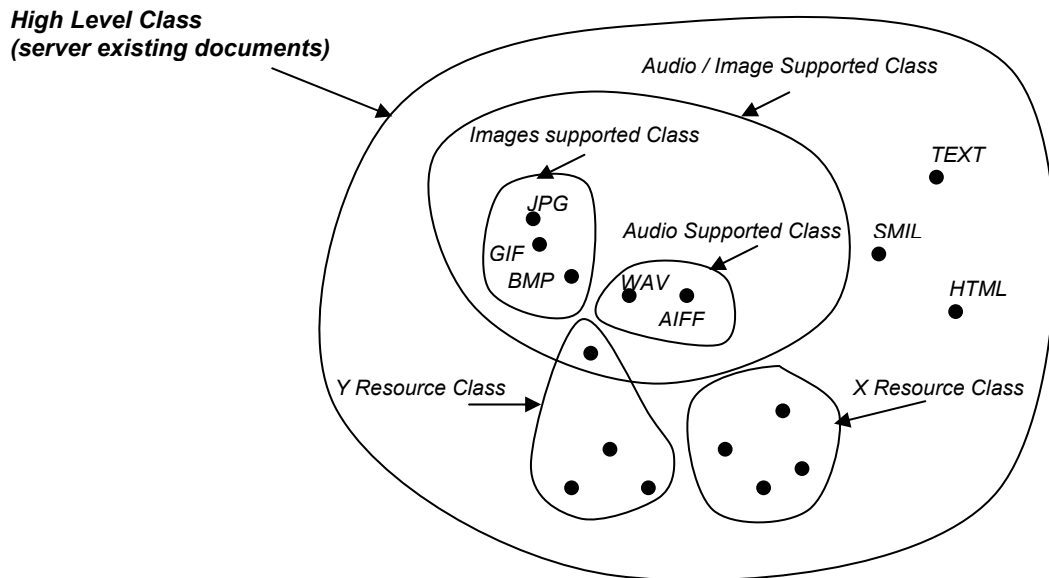 High Level Class
(server existing documents)
Audio / Image Supported Class
Images supported Class
TEXT
JPG
Audio Supported Class
SMIL
GIF
BMP
WAV
HTML
AIFF
Y Resource Class
X Resource Class